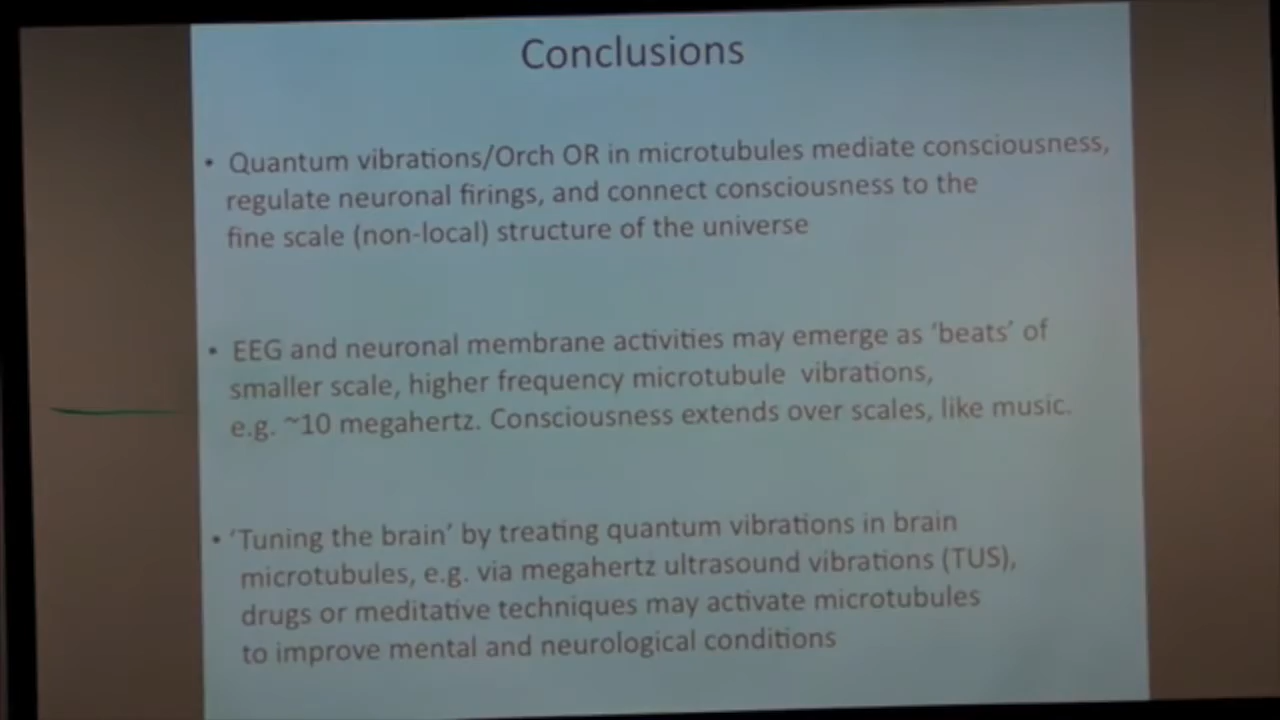 Conclusions
• Quantum vibrations/Orch OR in microtubules mediate consciousness,
regulate neuronal firings, and connect consciousness to the
fine scale (non-local) structure of the universe
• EEG and neuronal membrane activities may emerge as ‘beats’ of
smaller scale, higher frequency microtubule vibrations,
e.g. ~10 megahertz. Consciousness extends over scales, like music.
• ‘Tuning the brain’ by treating quantum vibrations in brain
microtubules, e.g. via megahertz ultrasound vibrations (TUS),
drugs or meditative techniques may activate microtubules
to improve mental and neurological conditions